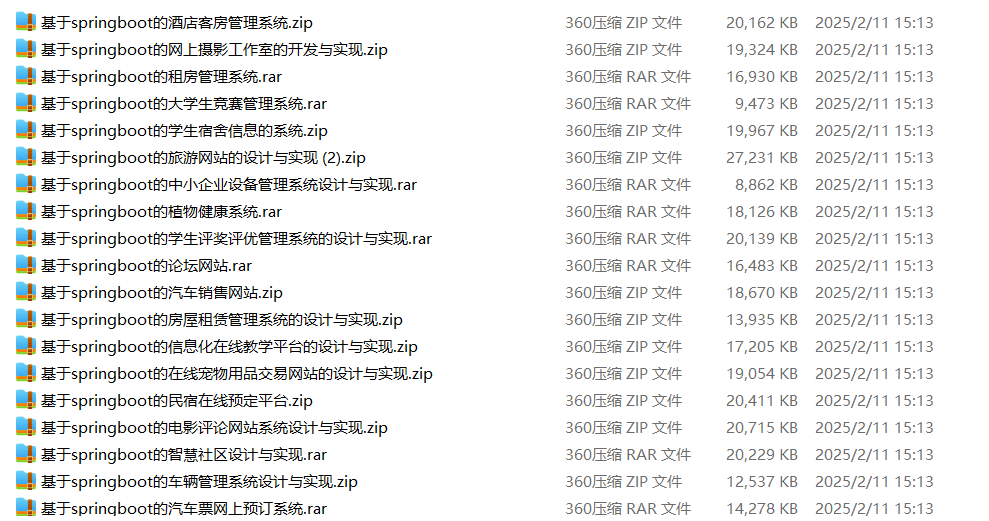 基于springboot的酒店客房管理系统.zip 360压缩 ZIP 文件 20,162 KB 2025/2/11 15:13
基于springboot的网上摄影工作室的开发与实现.zip 360压缩 ZIP 文件 19,324 KB 2025/2/11 15:13
基于springboot的租房管理系统.rar 360压缩 RAR 文件 16,930 KB 2025/2/11 15:13
基于springboot的大学生竞赛管理系统.rar 360压缩 RAR 文件 9,473 KB 2025/2/11 15:13
基于springboot的学生宿舍信息的系统.zip 360压缩 ZIP 文件 19,967 KB 2025/2/11 15:13
基于springboot的旅游网站的设计与实现 (2).zip 360压缩 ZIP 文件 27,231 KB 2025/2/11 15:13
基于springboot的中小企业设备管理系统设计与实现.rar 360压缩 RAR 文件 8,862 KB 2025/2/11 15:13
基于springboot的植物健康系统.rar 360压缩 RAR 文件 18,126 KB 2025/2/11 15:13
基于springboot的学生评奖评优管理系统的设计与实现.rar 360压缩 RAR 文件 20,139 KB 2025/2/11 15:13
基于springboot的论坛网站.rar 360压缩 RAR 文件 16,483 KB 2025/2/11 15:13
基于springboot的汽车销售网站.zip 360压缩 ZIP 文件 18,670 KB 2025/2/11 15:13
基于springboot的房屋租赁管理系统的设计与实现.zip 360压缩 ZIP 文件 13,935 KB 2025/2/11 15:13
基于springboot的信息化在线教学平台的设计与实现.zip 360压缩 ZIP 文件 17,205 KB 2025/2/11 15:13
基于springboot的在线宠物用品交易网站的设计与实现.zip 360压缩 ZIP 文件 19,054 KB 2025/2/11 15:13
基于springboot的民宿在线预定平台.zip 360压缩 ZIP 文件 20,411 KB 2025/2/11 15:13
基于springboot的电影评论网站系统设计与实现.zip 360压缩 ZIP 文件 20,715 KB 2025/2/11 15:13
基于springboot的智慧社区设计与实现.rar 360压缩 RAR 文件 20,229 KB 2025/2/11 15:13
基于springboot的车辆管理系统设计与实现.zip 360压缩 ZIP 文件 12,537 KB 2025/2/11 15:13
基于springboot的汽车票网上预订系统.rar 360压缩 RAR 文件 14,278 KB 2025/2/11 15:13